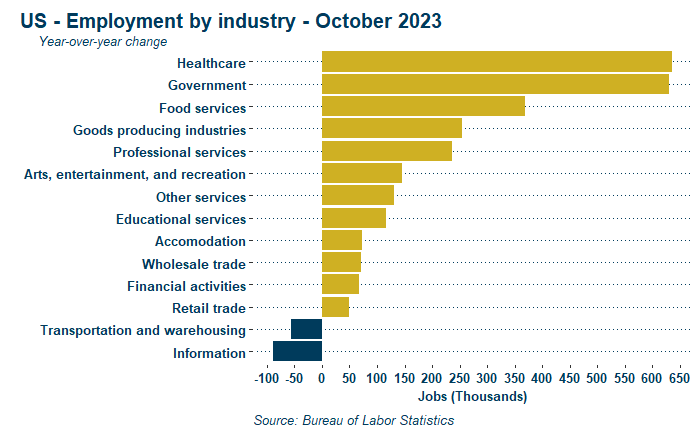 US - Employment by industry - October 2023
Year-over-year change
Healthcare
Government
Food services
Goods producing industries
Professional services
Arts, entertainment, and recreation
Other services
Educational services
Accomodation
Wholesale trade
Financial activities
Retail trade
Transportation and warehousing
Information
-100 -50 0 50 100 150 200 250 300 350 400 450 500 550 600 650
Jobs (Thousands)
Source: Bureau of Labor Statistics